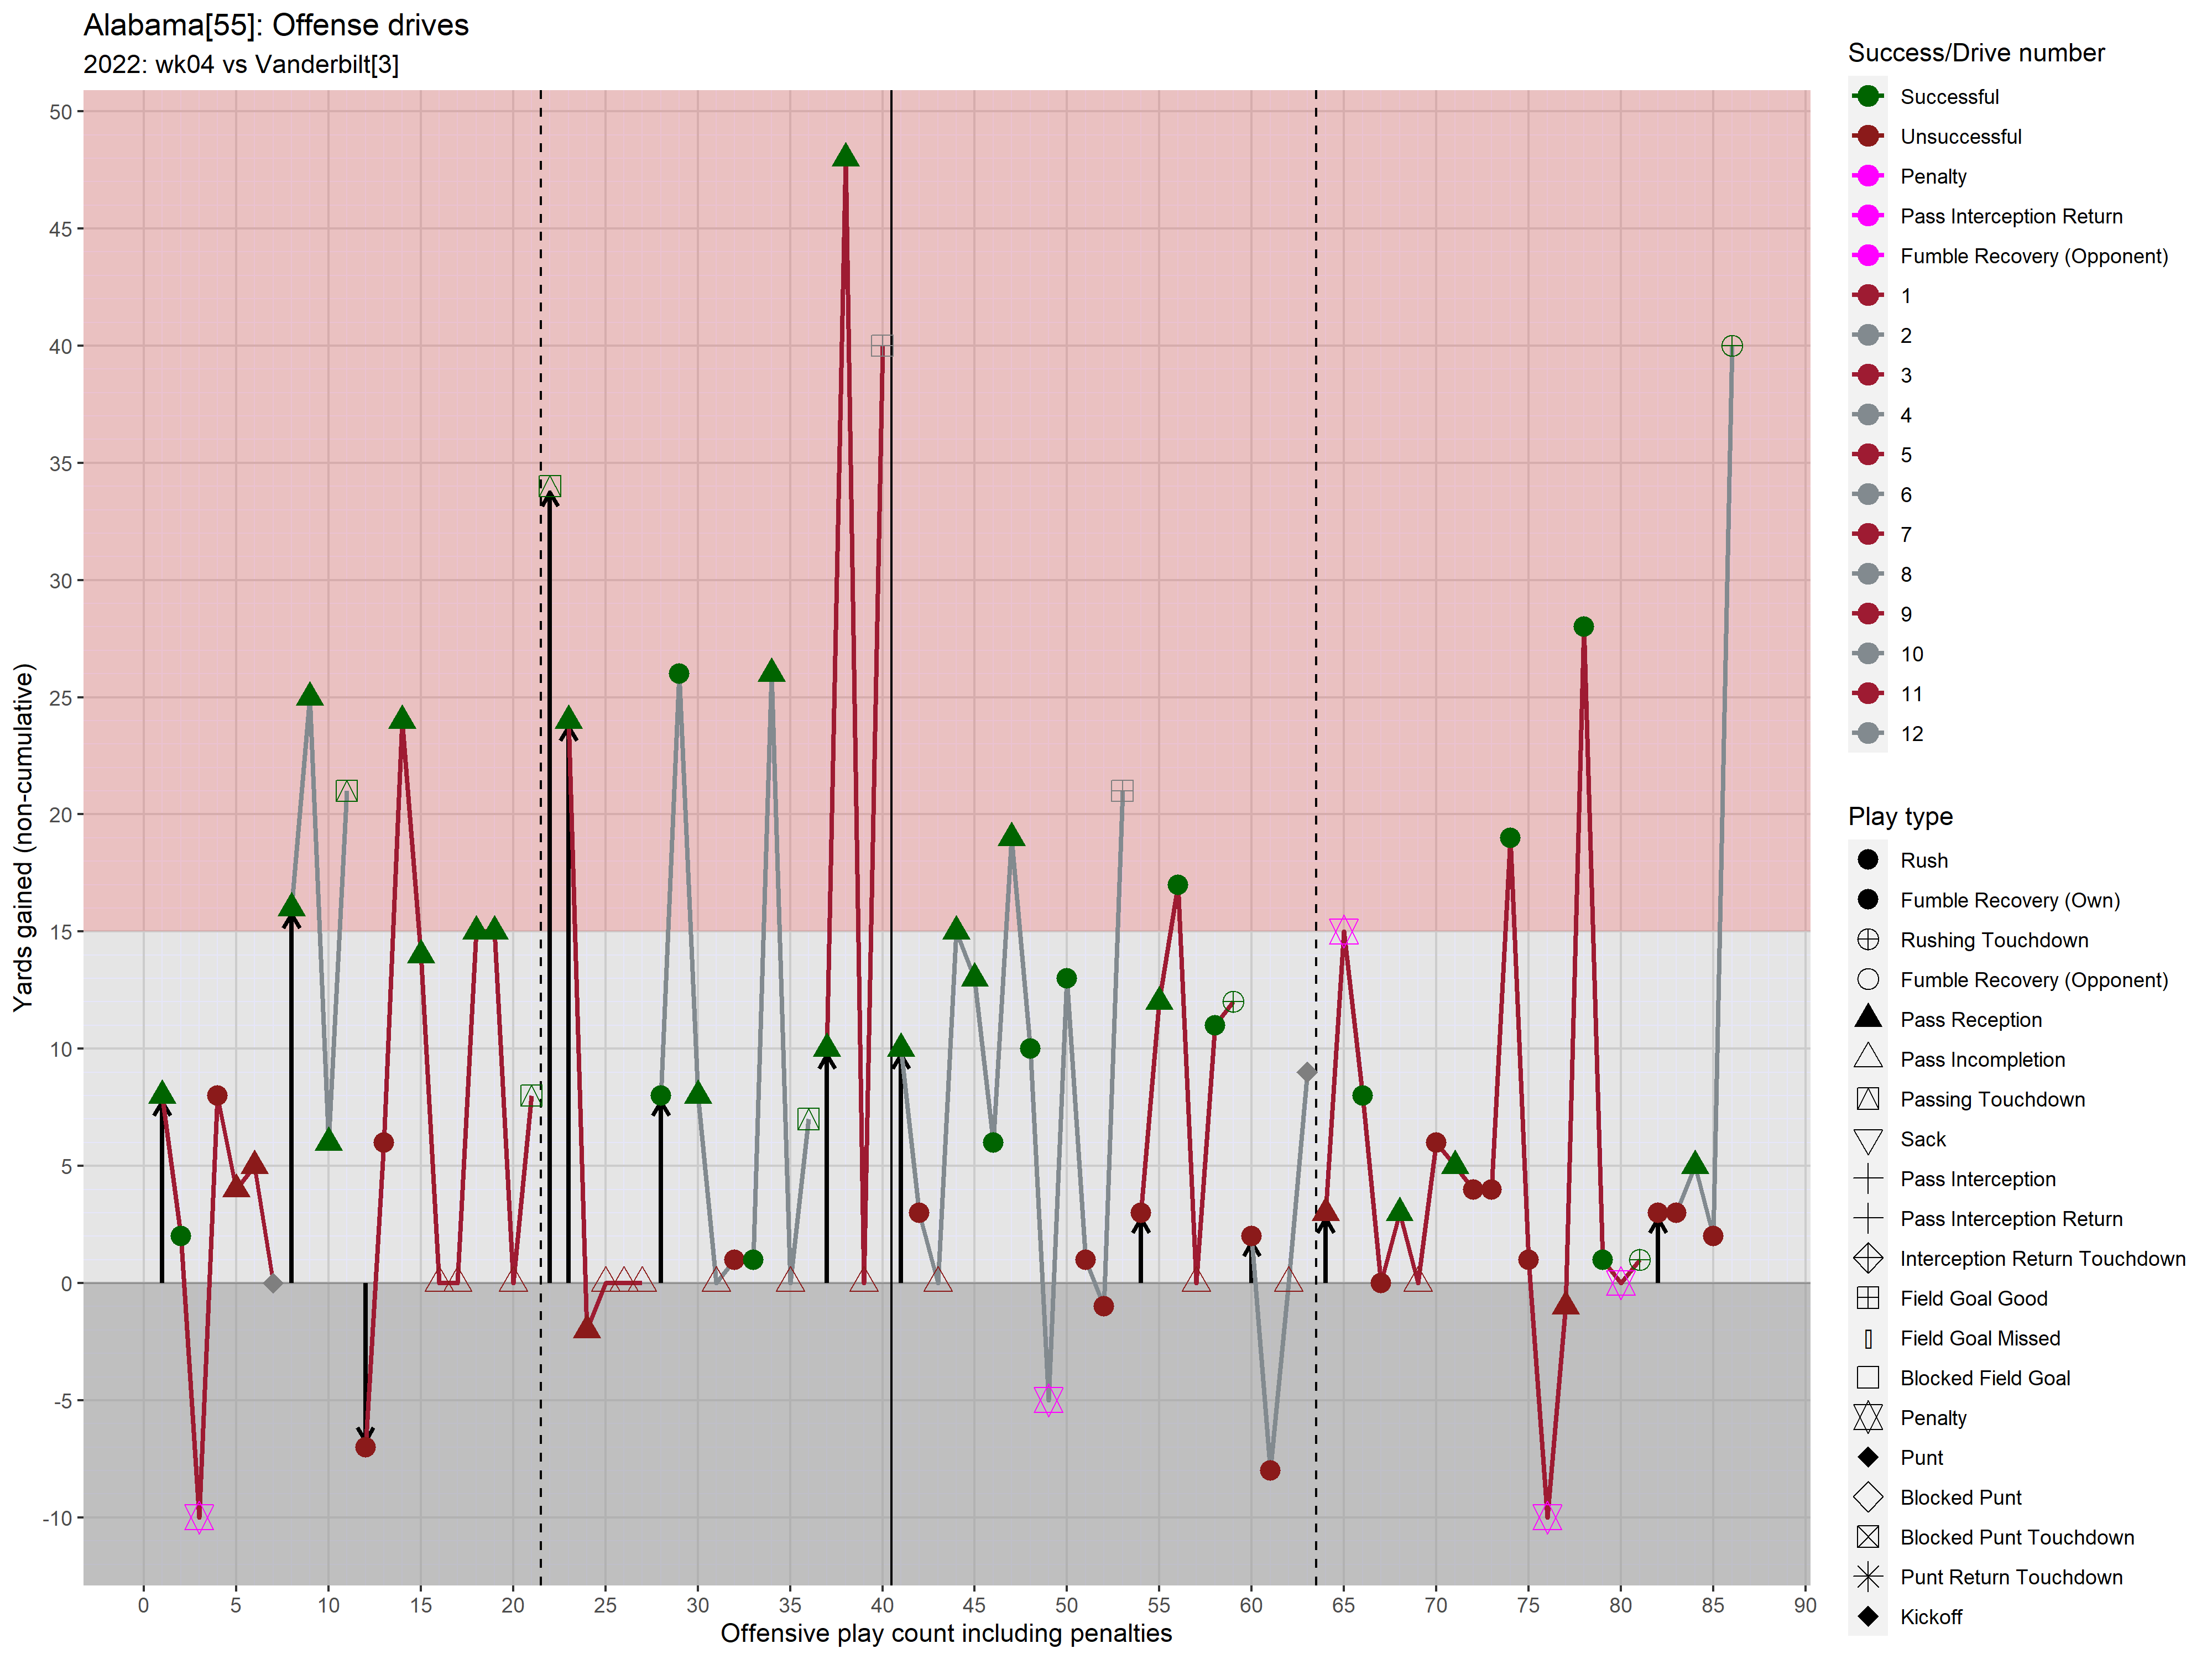 Alabama[55]: Offense drives
2022: wk04 vs Vanderbilt[3]
Yards gained (non-cumulative)
50
45
40
35
30
25
20
15
10
5
0
-5
-10
0 5 10 15 20 25 30 35 40 45 50 55 60 65 70 75 80 85 90
Offensive play count including penalties
Success/Drive number
Successful
Unsuccessful
Penalty
Pass Interception Return
Fumble Recovery (Opponent)
1
2
3
4
5
6
7
8
9
10
11
12
Play type
Rush
Fumble Recovery (Own)
Rushing Touchdown
Fumble Recovery (Opponent)
Pass Reception
Pass Incompletion
Passing Touchdown
Sack
Pass Interception
Pass Interception Return
Interception Return Touchdown
Field Goal Good
Field Goal Missed
Blocked Field Goal
Penalty
Punt
Blocked Punt
Blocked Punt Touchdown
Punt Return Touchdown
Kickoff